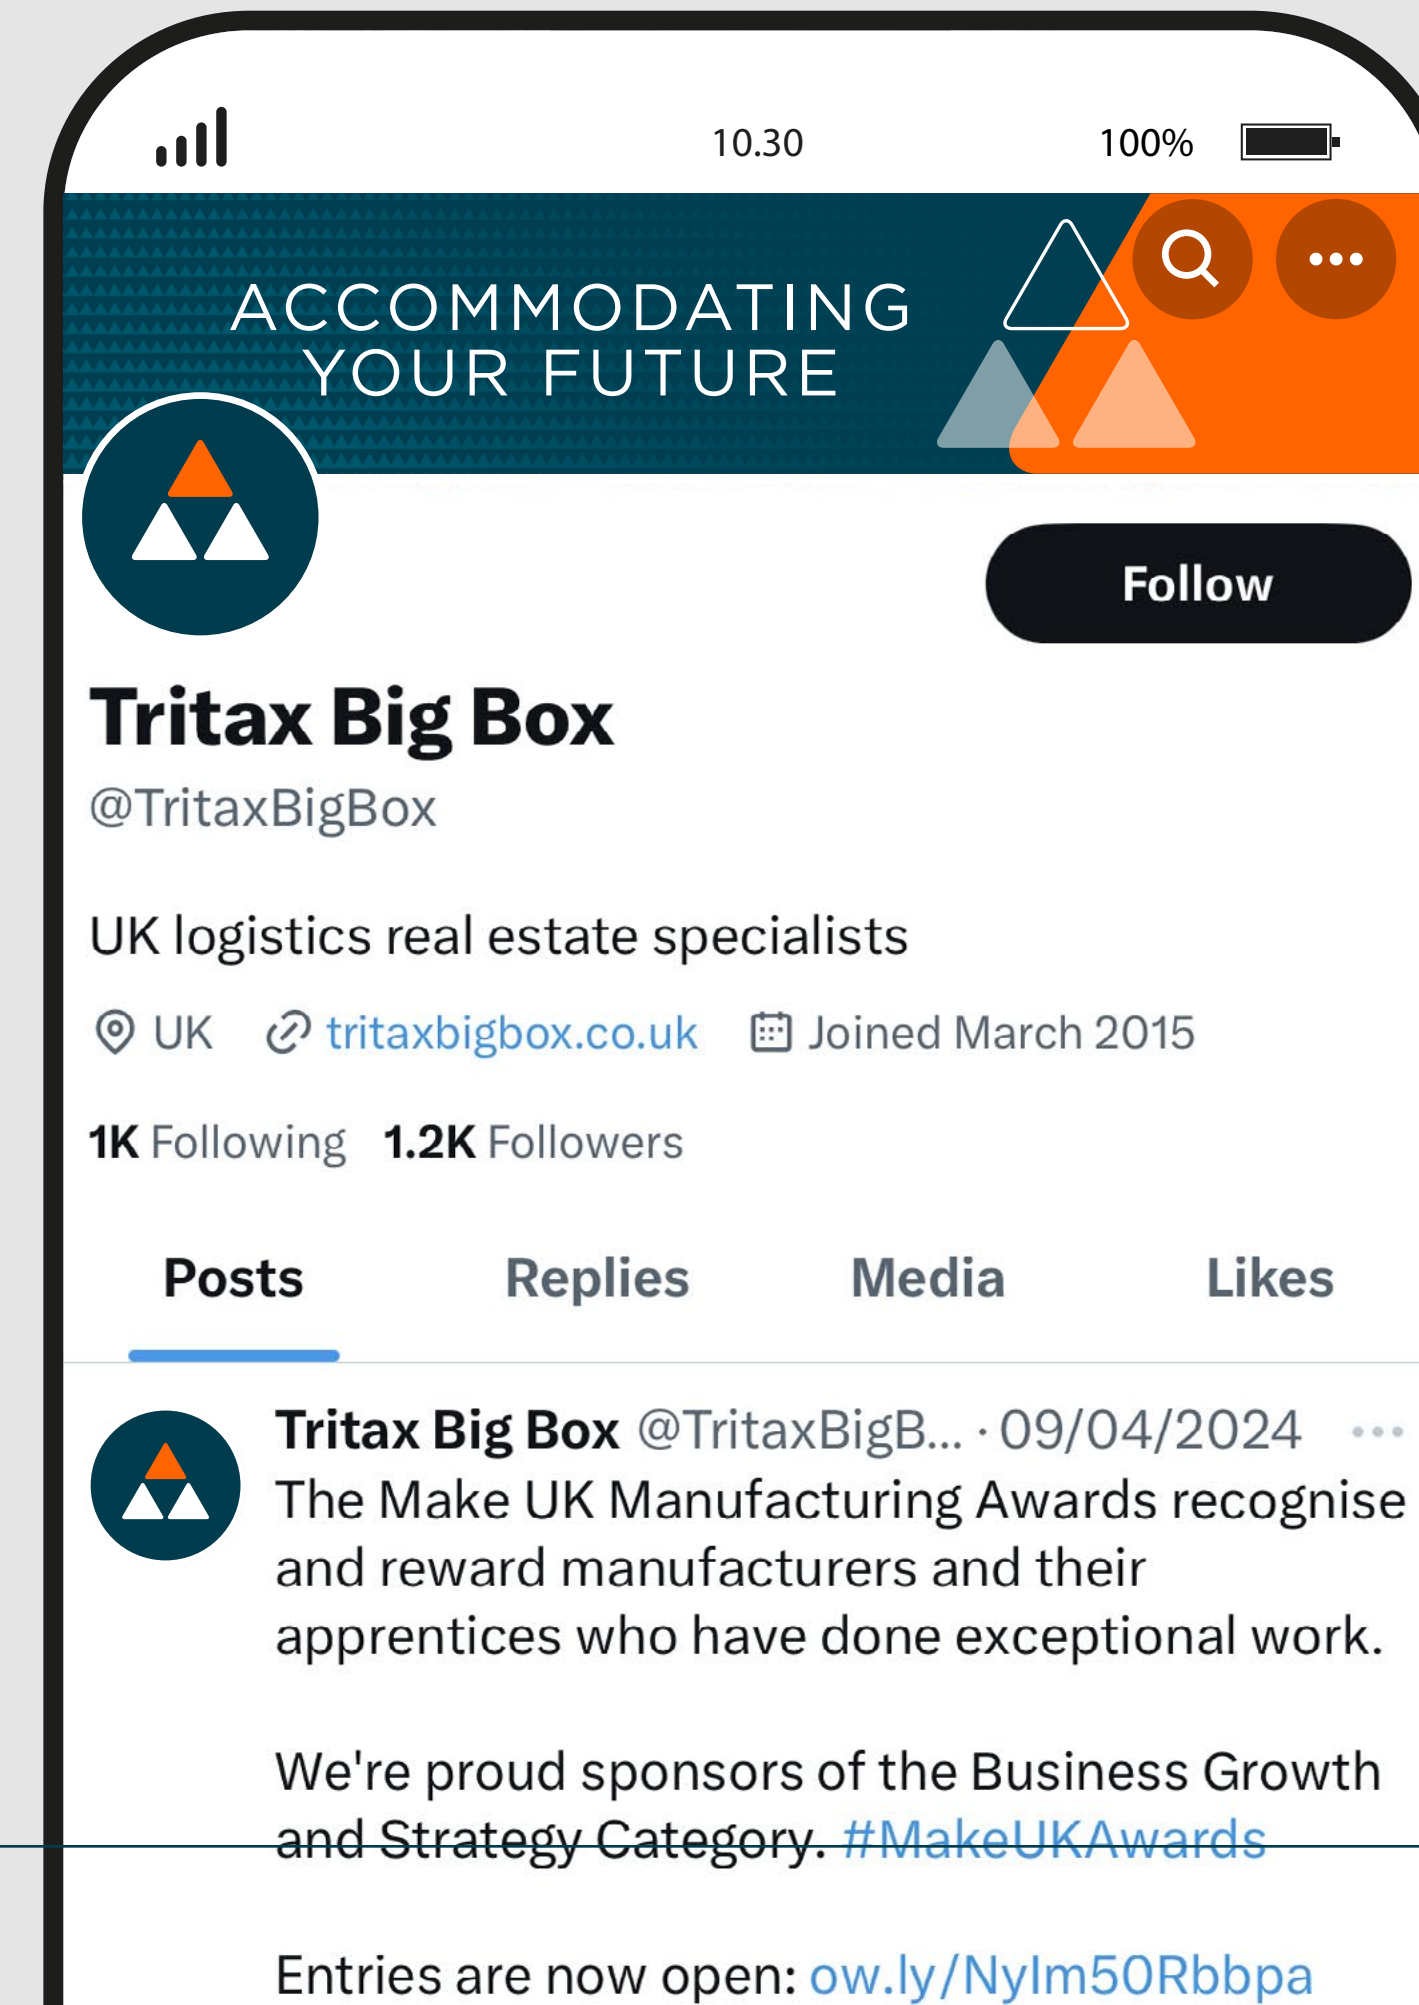 10.30 100%
ACCOMMODATING
YOUR FUTURE
Follow
Tritax Big Box
@TritaxBigBox
UK logistics real estate specialists
UK tritaxbigbox.co.uk Joined March 2015
1K Following 1.2K Followers
Posts Replies Media Likes
Tritax Big Box @TritaxBigB... · 09/04/2024
The Make UK Manufacturing Awards recognise
and reward manufacturers and their
apprentices who have done exceptional work.
We're proud sponsors of the Business Growth
and Strategy Category. #MakeUKAwards
Entries are now open: ow.ly/NyIm50Rbbpa